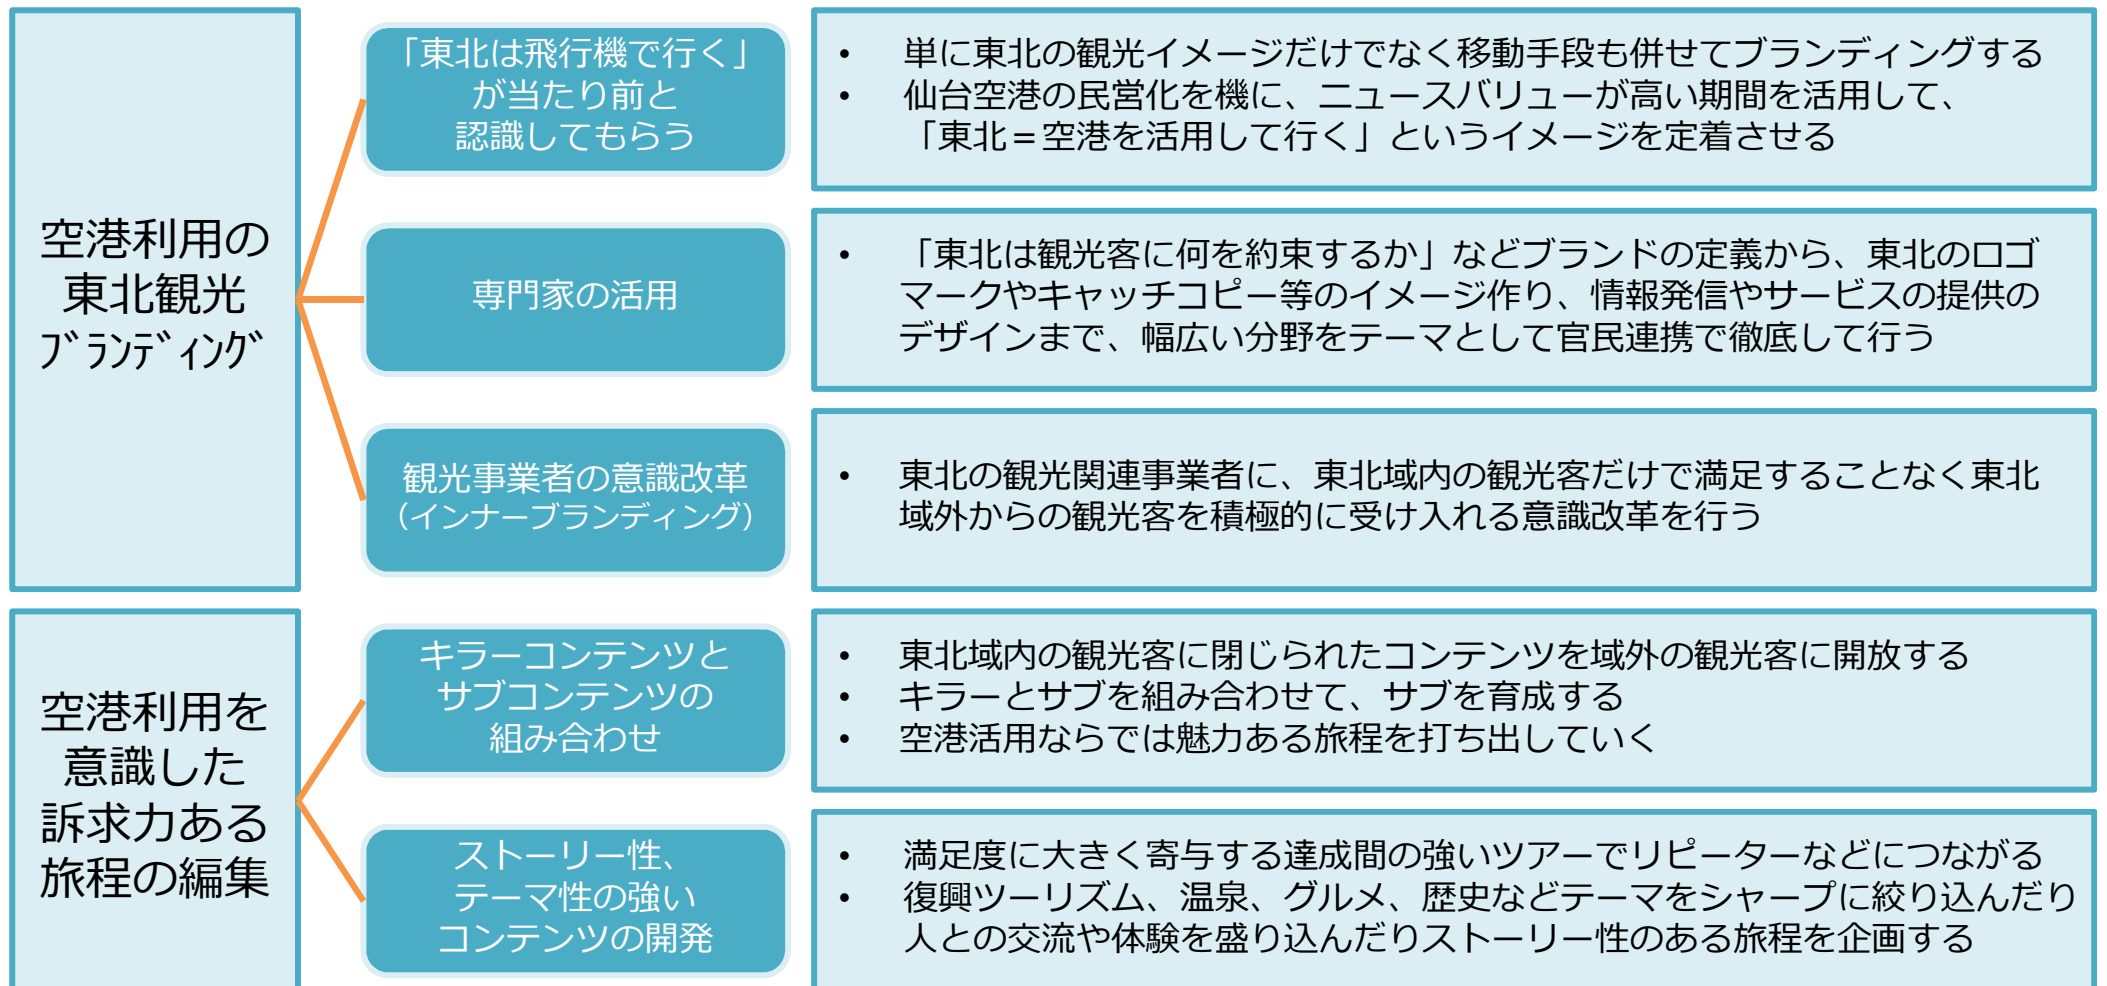 空港利用の
東北観光
ﾌﾞﾗﾝﾃﾞｨﾝｸﾞ
「東北は飛行機で行く」
が当たり前と
認識してもらう
• 単に東北の観光イメージだけでなく移動手段も併せてブランディングする
• 仙台空港の民営化を機に、ニュースバリューが高い期間を活用して、
「東北＝空港を活用して行く」というイメージを定着させる
専門家の活用
• 「東北は観光客に何を約束するか」などブランドの定義から、東北のロゴ
マークやキャッチコピー等のイメージ作り、情報発信やサービスの提供の
デザインまで、幅広い分野をテーマとして官民連携で徹底して行う
観光事業者の意識改革
（インナーブランディング）
• 東北の観光関連事業者に、東北域内の観光客だけで満足することなく東北
域外からの観光客を積極的に受け入れる意識改革を行う
空港利用を
意識した
訴求力ある
旅程の編集
キラーコンテンツと
サブコンテンツの
組み合わせ
• 東北域内の観光客に閉じられたコンテンツを域外の観光客に開放する
• キラーとサブを組み合わせて、サブを育成する
• 空港活用ならでは魅力ある旅程を打ち出していく
ストーリー性、
テーマ性の強い
コンテンツの開発
• 満足度に大きく寄与する達成間の強いツアーでリピーターなどにつながる
• 復興ツーリズム、温泉、グルメ、歴史などテーマをシャープに絞り込んだり
人との交流や体験を盛り込んだりストーリー性のある旅程を企画する